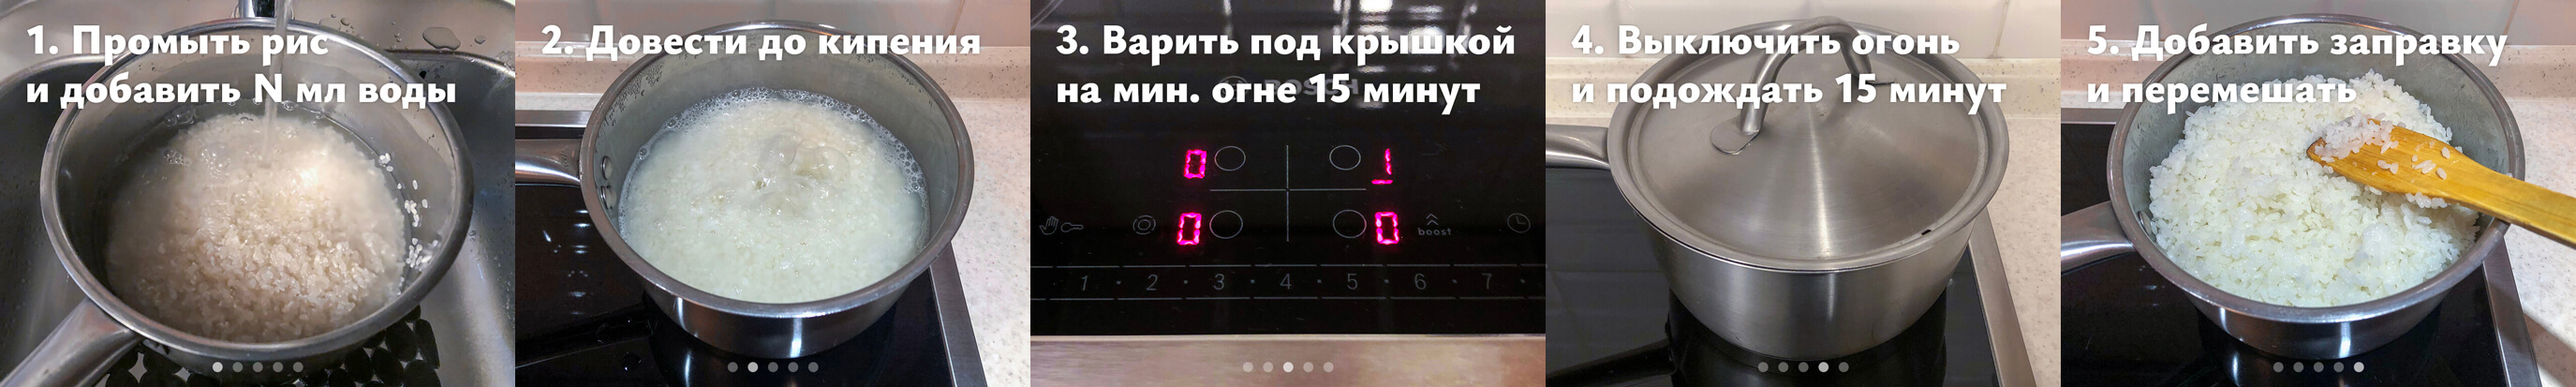 1. Промыть рис
и добавить N мл воды
2. Довести до кипения
3. Варить под крышкой
на мин. огне 15 минут
BOSCH
0 1
0 0
boost
1 · 2 · 3 · 4 · 5 · 6 · 7 ·
4. Выключить огонь
и подождать 15 минут
5. Добавить заправку
и перемешать